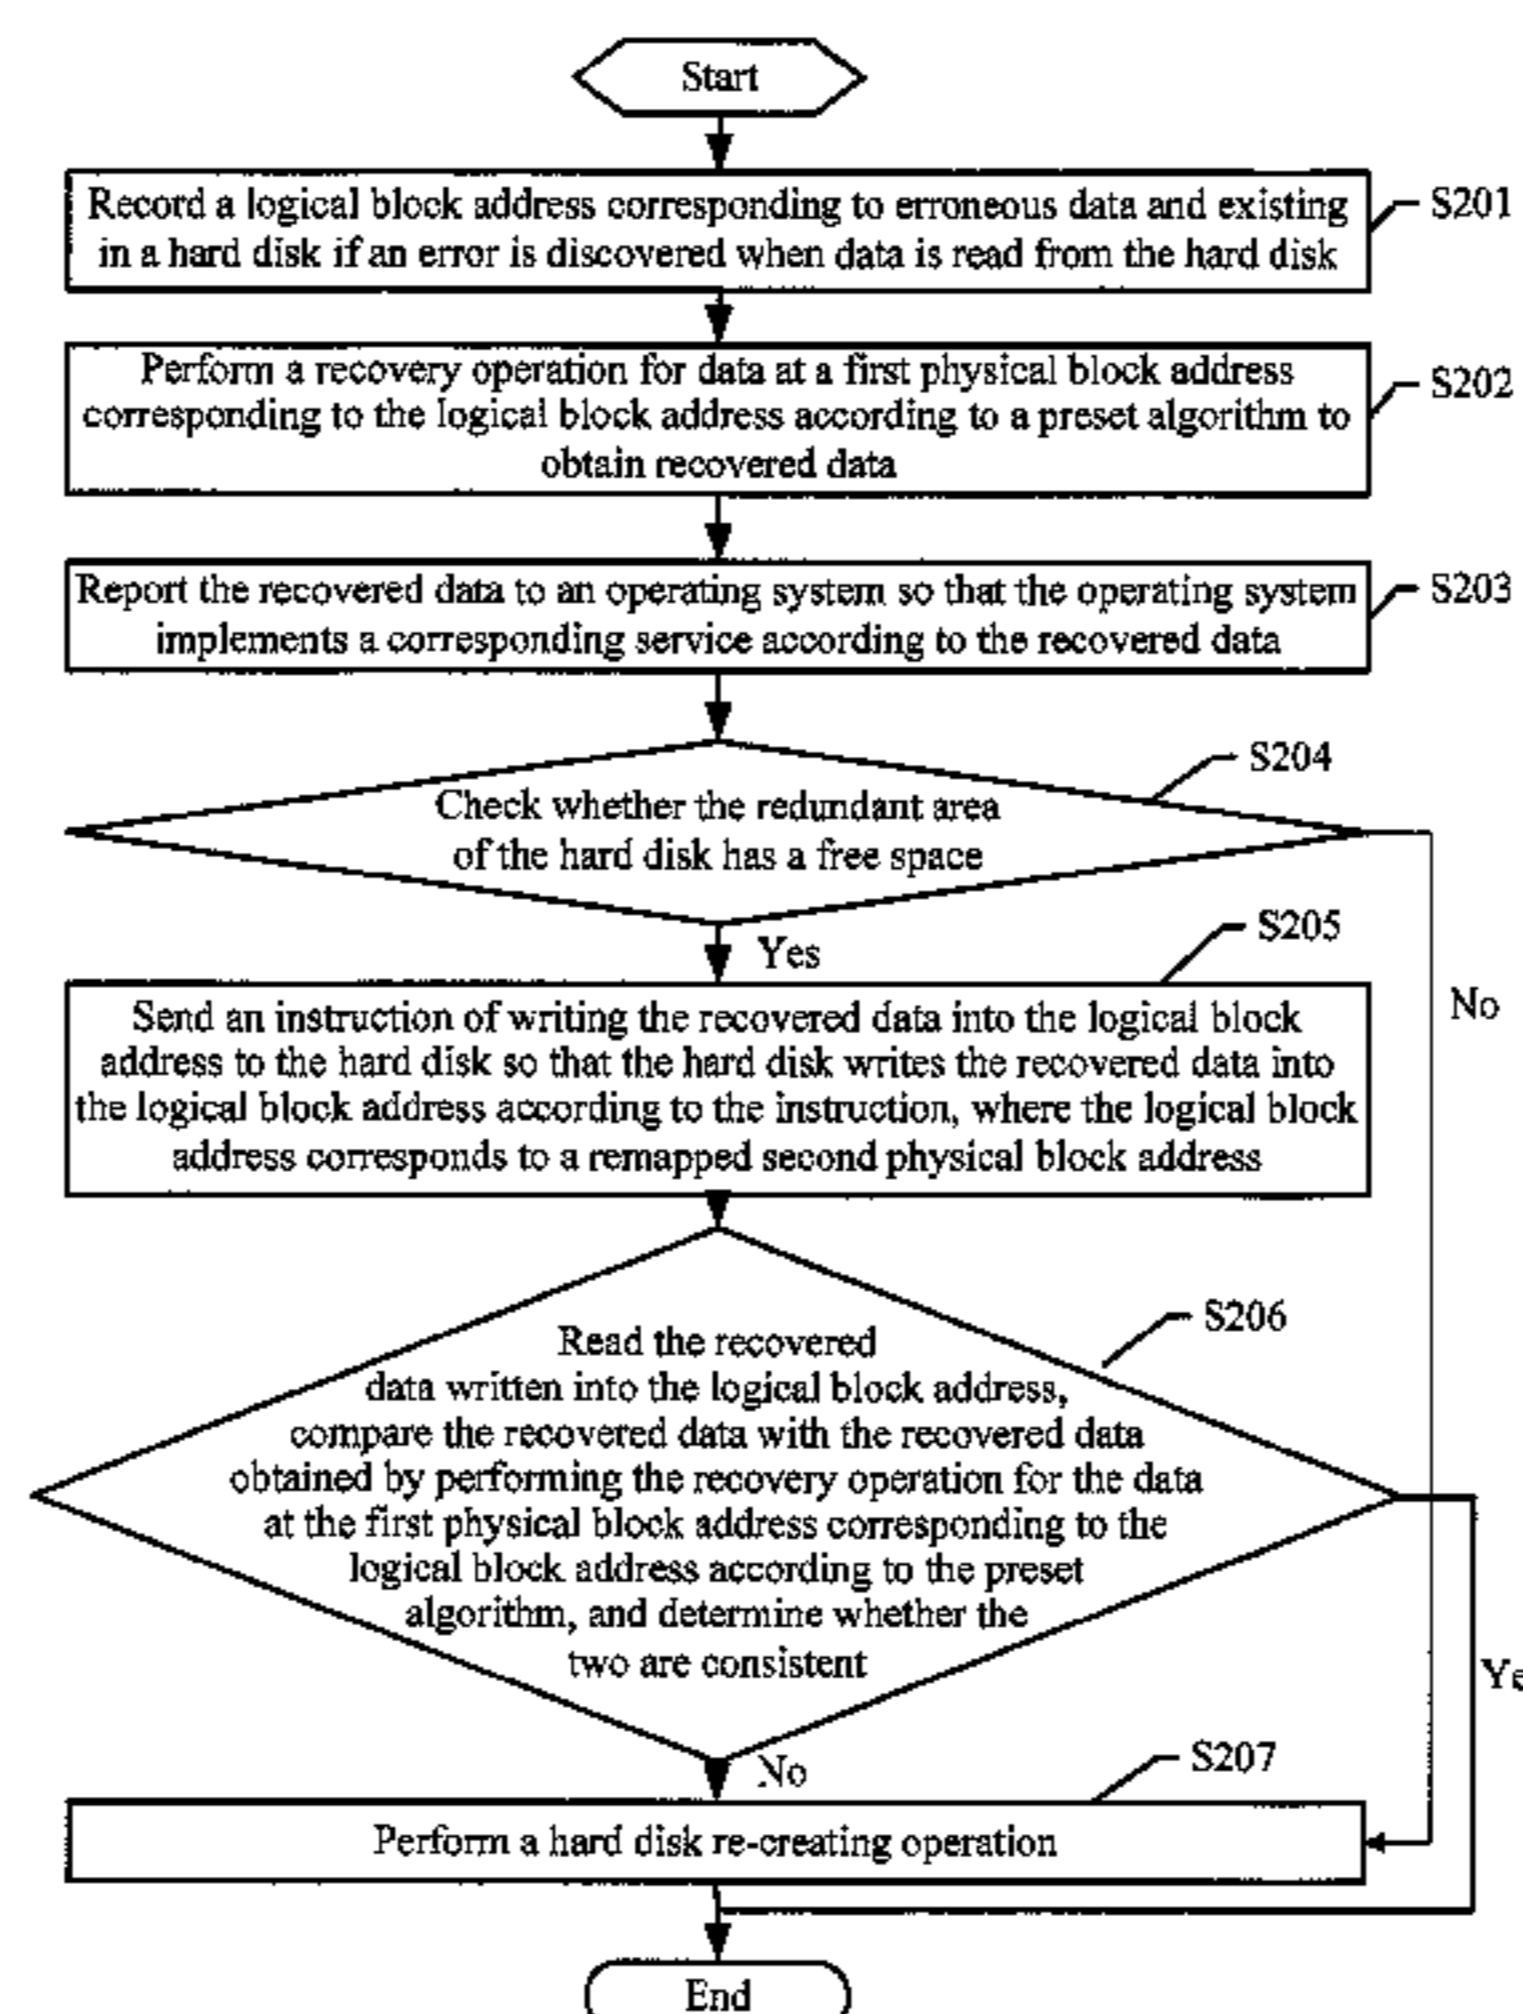 Start
Record a logical block address corresponding to erroneous data and existing
in a hard disk if an error is discovered when data is read from the hard disk
S201
Perform a recovery operation for data at a first physical block address
corresponding to the logical block address according to a preset algorithm to
obtain recovered data
S202
Report the recovered data to an operating system so that the operating system
implements a corresponding service according to the recovered data
S203
S204
Check whether the redundant area
of the hard disk has a free space
S205
Yes
No
Send an instruction of writing the recovered data into the logical block
address to the hard disk so that the hard disk writes the recovered data into
the logical block address according to the instruction, where the logical block
address corresponds to a remapped second physical block address
S206
Read the recovered
data written into the logical block address,
compare the recovered data with the recovered data
obtained by performing the recovery operation for the data
at the first physical block address corresponding to the
logical block address according to the preset
algorithm, and determine whether the
two are consistent
Ye
No
S207
Perform a hard disk re-creating operation
End